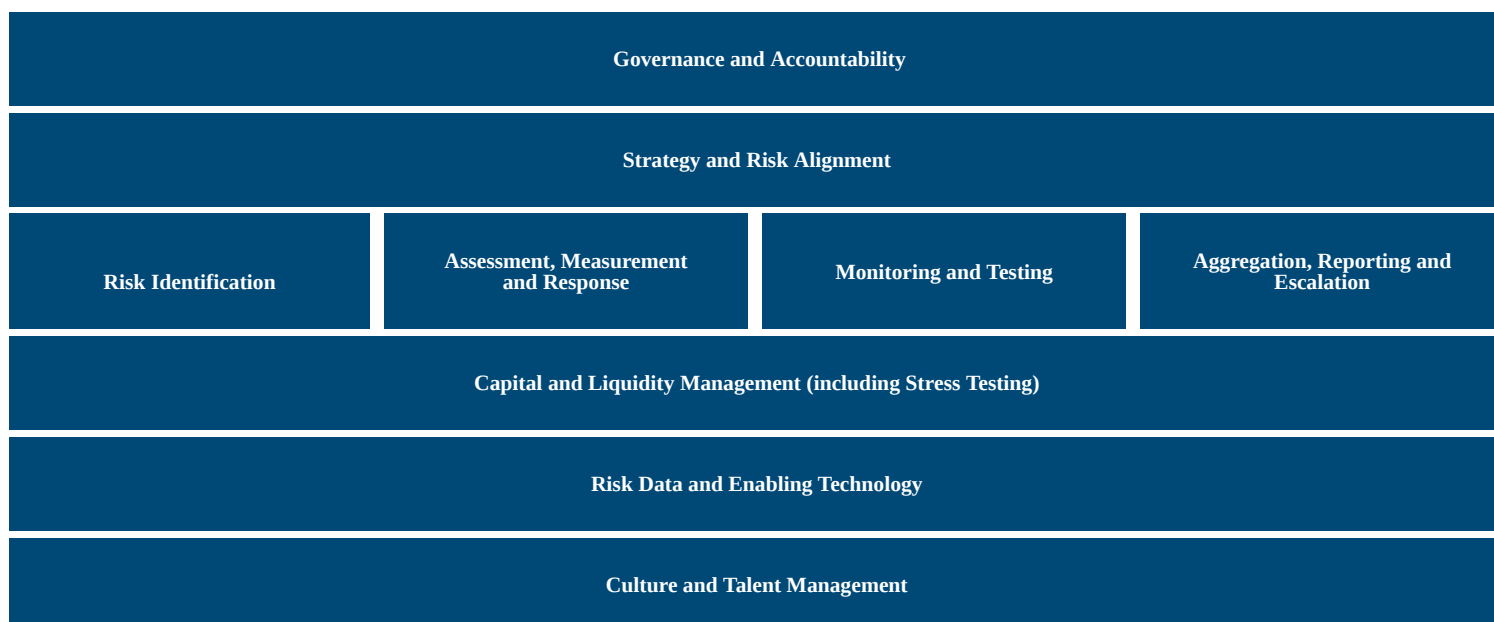 Governance and Accountability
Strategy and Risk Alignment
Risk Identification
Assessment, Measurement
and Response
Monitoring and Testing
Aggregation, Reporting and
Escalation
Capital and Liquidity Management (including Stress Testing)
Risk Data and Enabling Technology
Culture and Talent Management